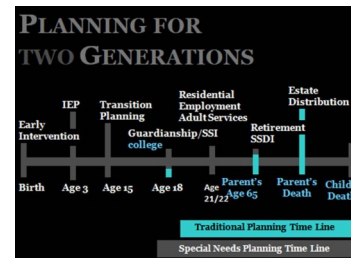 PLANNING FOR
TWO GENERATIONS
Early
Intervention
IEP
Transition
Planning
Guardianship/SSI
college
Residential
Employment
Adult Services
Retirement
SSDI
Estate
Distribution
Birth
Age 3
Age 15
Age 18
Age
21/22
Parent's
Age 65
Parent's
Death
Child
Death
Traditional Planning Time Line
Special Needs Planning Time Line